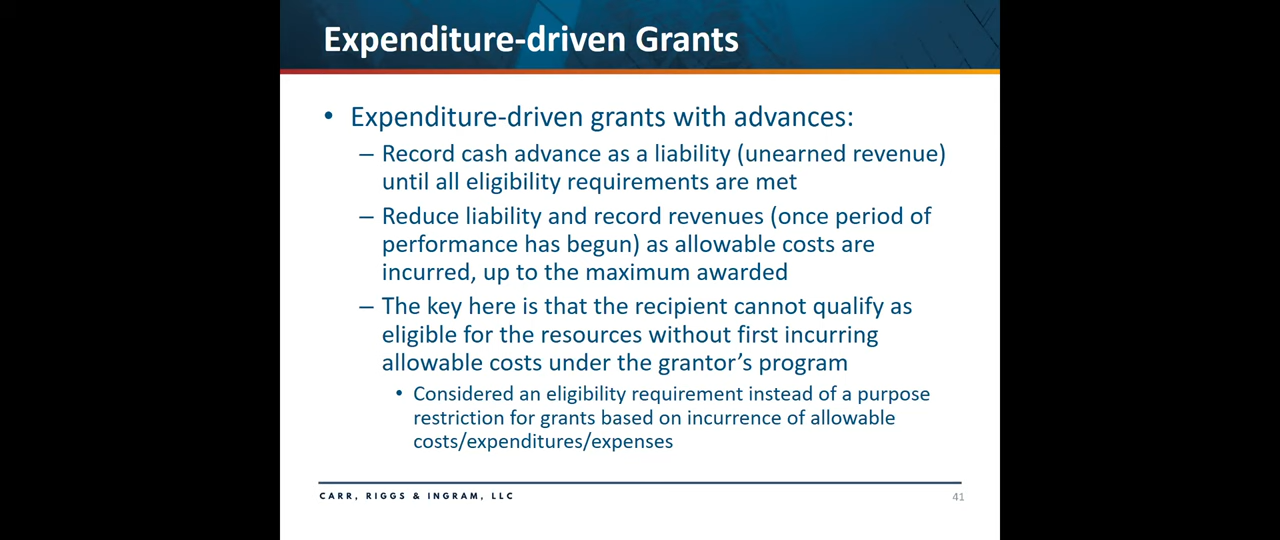 Expenditure-driven Grants
• Expenditure-driven grants with advances:
– Record cash advance as a liability (unearned revenue)
until all eligibility requirements are met
– Reduce liability and record revenues (once period of
performance has begun) as allowable costs are
incurred, up to the maximum awarded
– The key here is that the recipient cannot qualify as
eligible for the resources without first incurring
allowable costs under the grantor’s program
• Considered an eligibility requirement instead of a purpose
restriction for grants based on incurrence of allowable
costs/expenditures/expenses
CARR, RIGGS & INGRAM, LLC
41